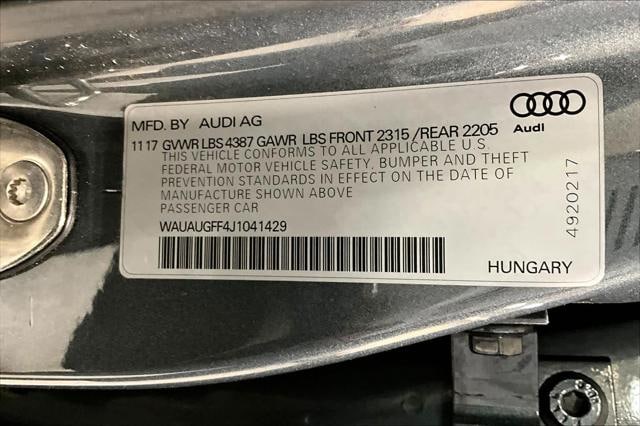 MFD. BY AUDI AG
Audi
11 17 GVWR LBS 4387 GAWR LBS FRONT 2315 /REAR 2205
THIS VEHICLE CONFORMS TO ALL APPLICABLE U.S.
FEDERAL MOTOR VEHICLE SAFETY, BUMPER AND THEFT
PREVENTION STANDARDS IN EFFECT ON THE DATE OF
MANUFACTURE SHOWN ABOVE
PASSENGER CAR
WAUAUGFF4J1041429
HUNGARY
4920217